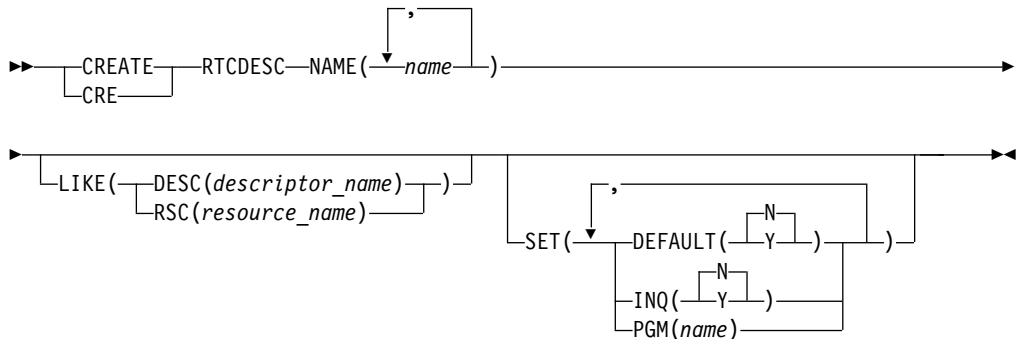 ,
CREATE RTCDESC NAME( name )
CRE
LIKE( DESC(descriptor_name) )
RSC(resource_name)
,
N
SET( DEFAULT( Y ) )
N
INQ( Y )
PGM(name)